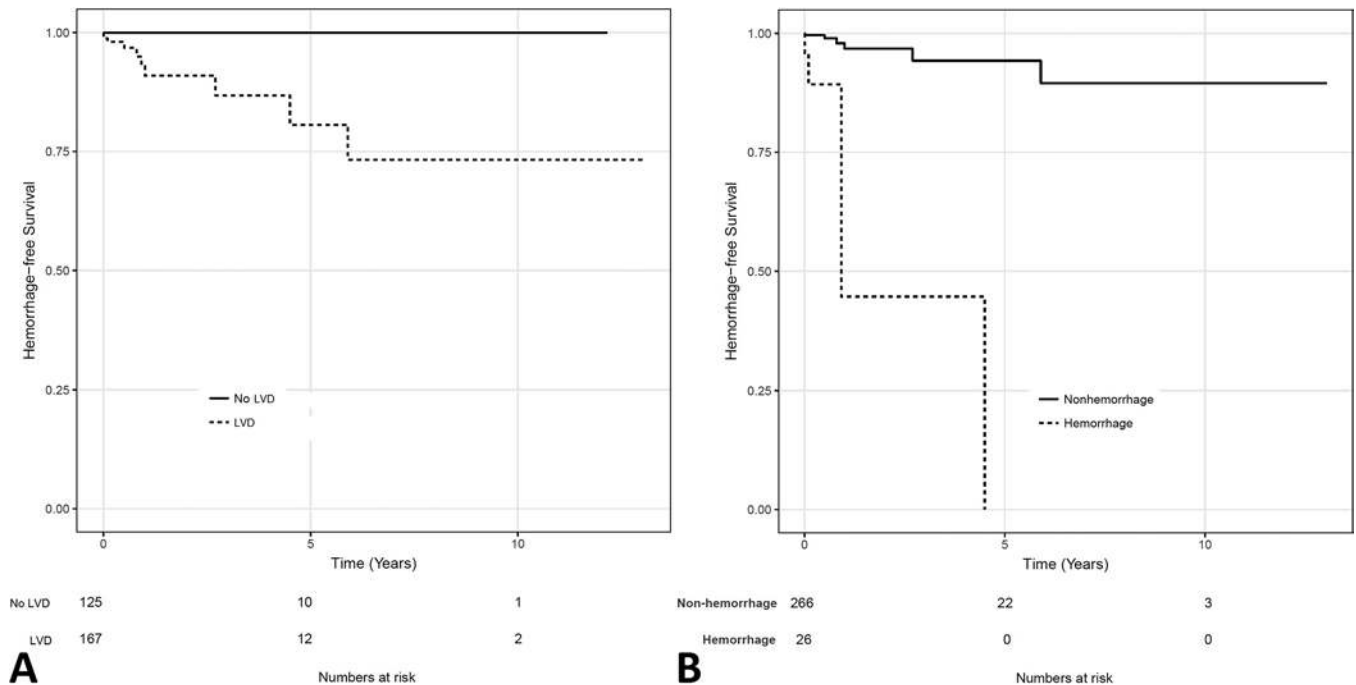 1.00
0.75
0.50
0.25
0.00
Hemorrhage-free Survival
No LVD
LVD
0 5 10
Time (Years)
No LVD 125 10 1
LVD 167 12 2
A
Numbers at risk
1.00
0.75
0.50
0.25
0.00
Hemorrhage-free Survival
Nonhemorrhage
Hemorrhage
0 5 10
Time (Years)
Non-hemorrhage 266 22 3
Hemorrhage 26 0 0
B
Numbers at risk